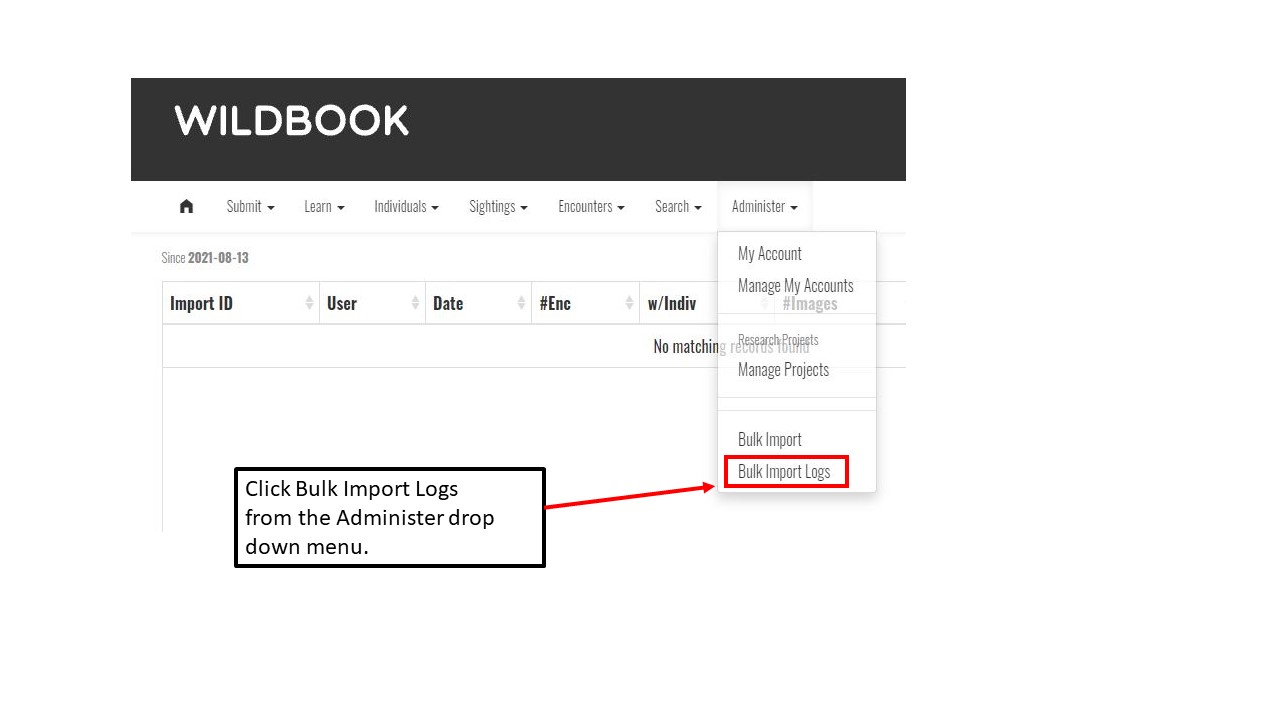 WILDBOOK
Submit Learn Individuals Sightings Encounters Search Administer
Since 2021-08-13
Import ID User Date #Enc w/Indiv #Images
No matching records found
My Account
Manage My Accounts
Research Projects
Manage Projects
Bulk Import
Bulk Import Logs
Click Bulk Import Logs
from the Administer drop
down menu.